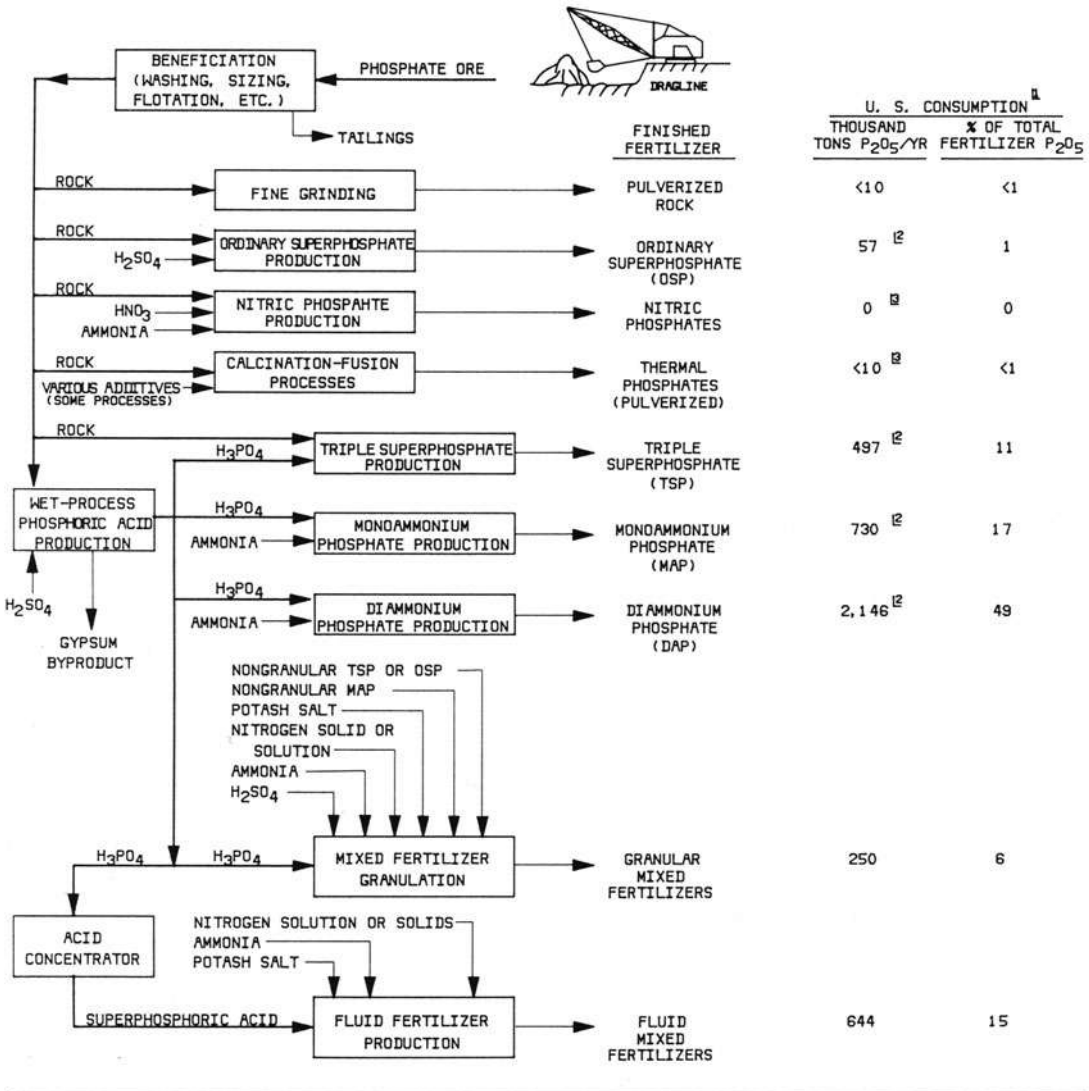 BENEFICIATION
(WASHING, SIZING,
FLOTATION, ETC.)
PHOSPHATE ORE
DRAGLINE
TAILINGS
FINISHED
FERTILIZER
U. S. CONSUMPTION
THOUSAND
TONS P₂O₅/YR
% OF TOTAL
FERTILIZER P₂O₅
ROCK
FINE GRINDING
PULVERIZED
ROCK
<10
<1
ROCK
H₂SO₄
ORDINARY SUPERPHOSPHATE
PRODUCTION
ORDINARY
SUPERPHOSPHATE
(OSP)
57 2
1
ROCK
HNO₃
AMMONIA
NITRIC PHOSPAHTE
PRODUCTION
NITRIC
PHOSPHATES
0 3
0
ROCK
VARIOUS ADDITIVES
(SOME PROCESSES)
CALCINATION-FUSION
PROCESSES
THERMAL
PHOSPHATES
(PULVERIZED)
<10 3
<1
ROCK
H₃PO₄
TRIPLE SUPERPHOSPHATE
PRODUCTION
TRIPLE
SUPERPHOSPHATE
(TSP)
497 2
11
WET-PROCESS
PHOSPHORIC ACID
PRODUCTION
H₂SO₄
GYPSUM
BYPRODUCT
H₃PO₄
AMMONIA
MONOAMMONIUM
PHOSPHATE PRODUCTION
MONOAMMONIUM
PHOSPHATE
(MAP)
730 2
17
H₃PO₄
AMMONIA
DIAMMONIUM
PHOSPHATE PRODUCTION
DIAMMONIUM
PHOSPHATE
(DAP)
2,146 2
49
NONGRANULAR TSP OR OSP
NONGRANULAR MAP
POTASH SALT
NITROGEN SOLID OR
SOLUTION
AMMONIA
H₂SO₄
H₃PO₄
H₃PO₄
MIXED FERTILIZER
GRANULATION
GRANULAR
MIXED
FERTILIZERS
250
6
ACID
CONCENTRATOR
NITROGEN SOLUTION OR SOLIDS
AMMONIA
POTASH SALT
SUPERPHOSPHORIC ACID
FLUID FERTILIZER
PRODUCTION
FLUID
MIXED
FERTILIZERS
644
15